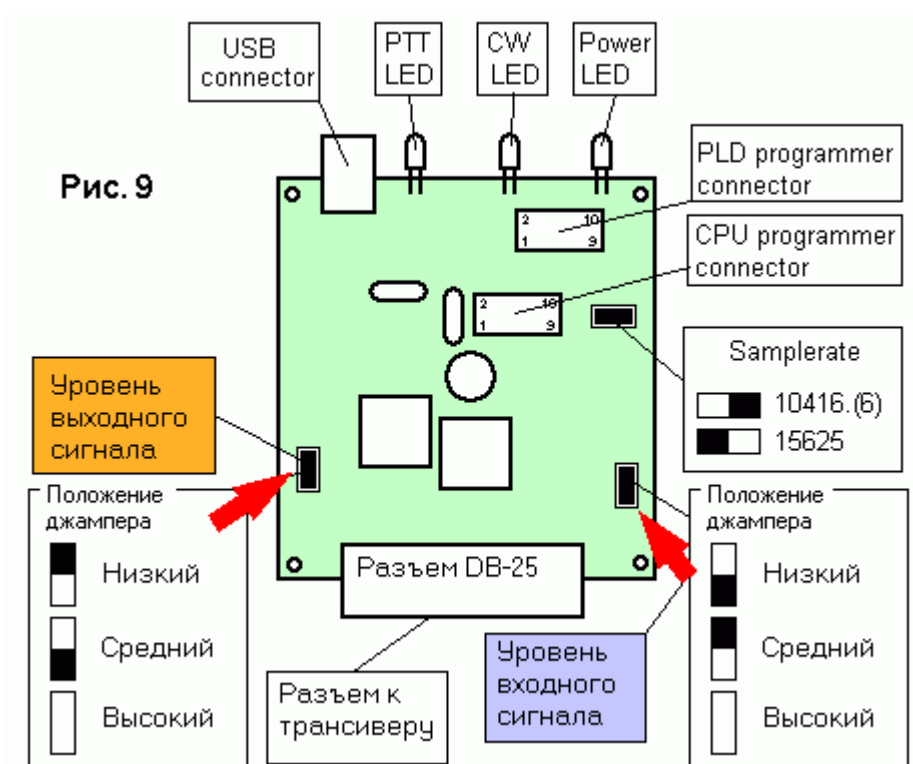 USB
connector
PTT
LED
CW
LED
Power
LED
PLD programmer
connector
Рис. 9
CPU programmer
connector
2 10
1 9
2 10
1 9
Samplerate
10416.(6)
15625
Уровень
выходного
сигнала
Положение
джампера
Низкий
Средний
Высокий
Разъем DB-25
Разъем к
трансиверу
Уровень
входного
сигнала
Положение
джампера
Низкий
Средний
Высокий